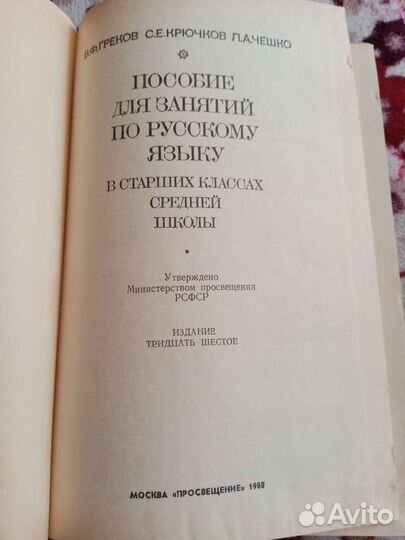 В.Ф.ГРЕКОВ С.Е.КРЮЧКОВ Л.А.ЧЕШКО
ПОСОБИЕ
ДЛЯ ЗАНЯТИЙ
ПО РУССКОМУ
ЯЗЫКУ
В СТАРШИХ КЛАССАХ
СРЕДНЕЙ
ШКОЛЫ
Утверждено
Министерством просвещения
РСФСР
ИЗДАНИЕ
ТРИДЦАТЬ ШЕСТОЕ
МОСКВА «ПРОСВЕЩЕНИЕ» 1988
Avito